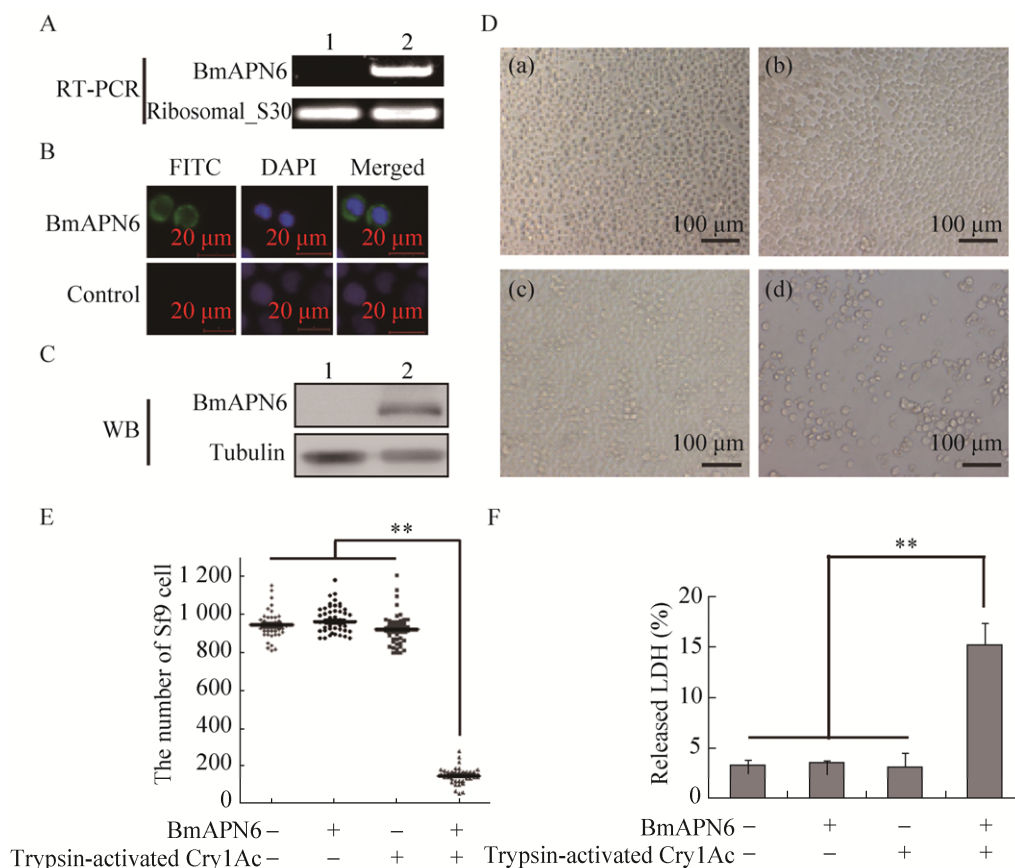 A
1 2
RT-PCR
BmAPN6
Ribosomal_S30
B
FITC DAPI Merged
BmAPN6
20 μm 20 μm 20 μm
Control
20 μm 20 μm 20 μm
C
1 2
WB
BmAPN6
Tubulin
D
(a) (b)
100 μm 100 μm
(c) (d)
100 μm 100 μm
E
**
The number of Sf9 cell
1 200
1 000
800
600
400
200
0
BmAPN6 – + – +
Trypsin-activated Cry1Ac – – + +
F
**
Released LDH (%)
20
15
10
5
0
BmAPN6 – + – +
Trypsin-activated Cry1Ac – – + +